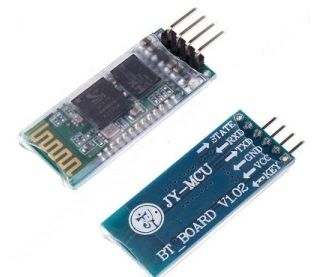 STATE
RXD
TXD
GND
VCC
KEY
JY-MCU
BT_BOARD V1.02